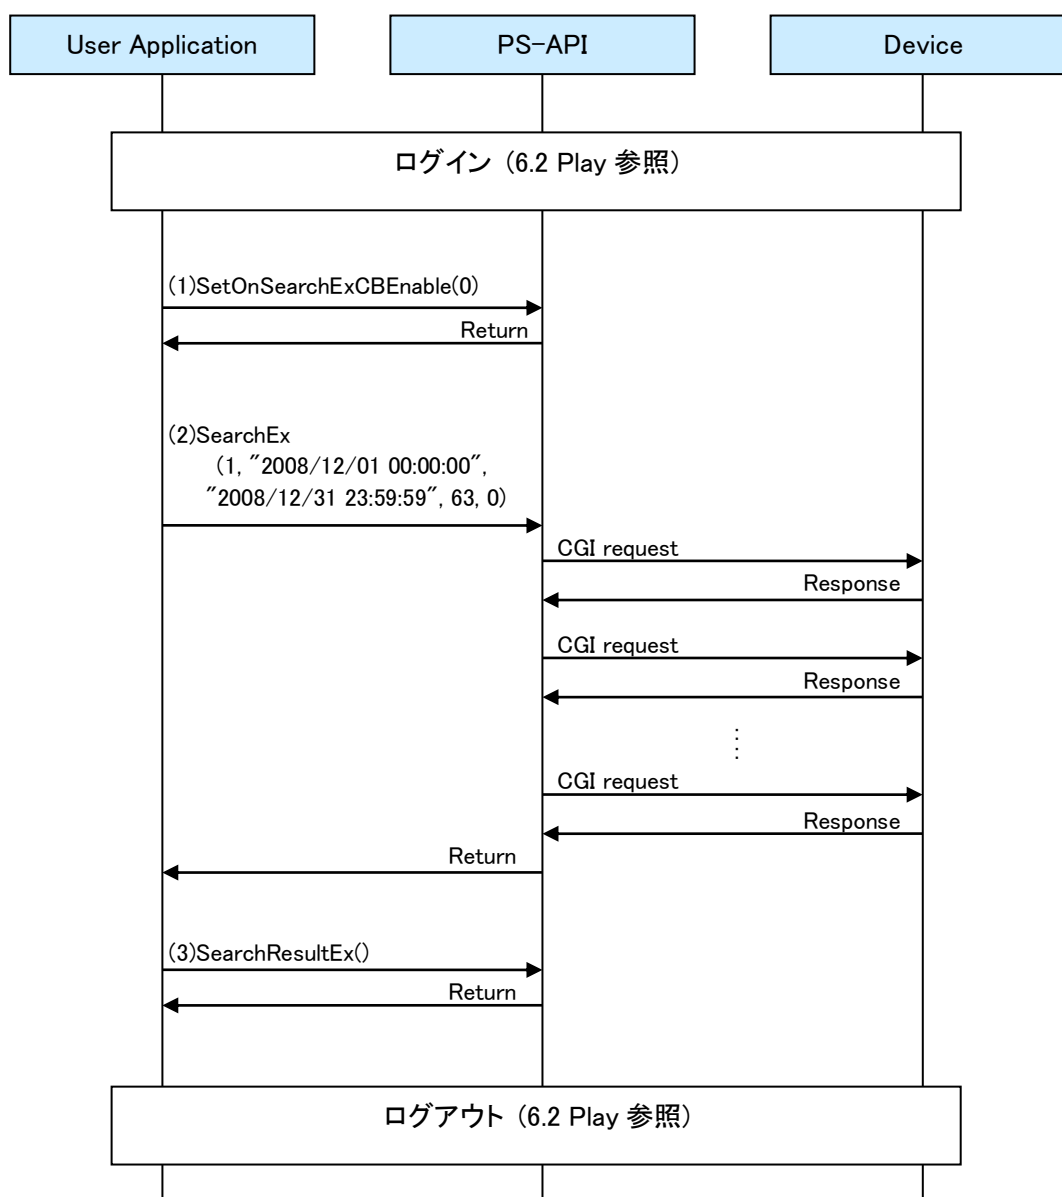 User Application
PS-API
Device
ログイン (6.2 Play 参照)
(1)SetOnSearchExCBEnable(0)
Return
(2)SearchEx
(1, "2008/12/01 00:00:00",
"2008/12/31 23:59:59", 63, 0)
CGI request
Response
CGI request
Response
CGI request
Response
Return
(3)SearchResultEx()
Return
ログアウト (6.2 Play 参照)